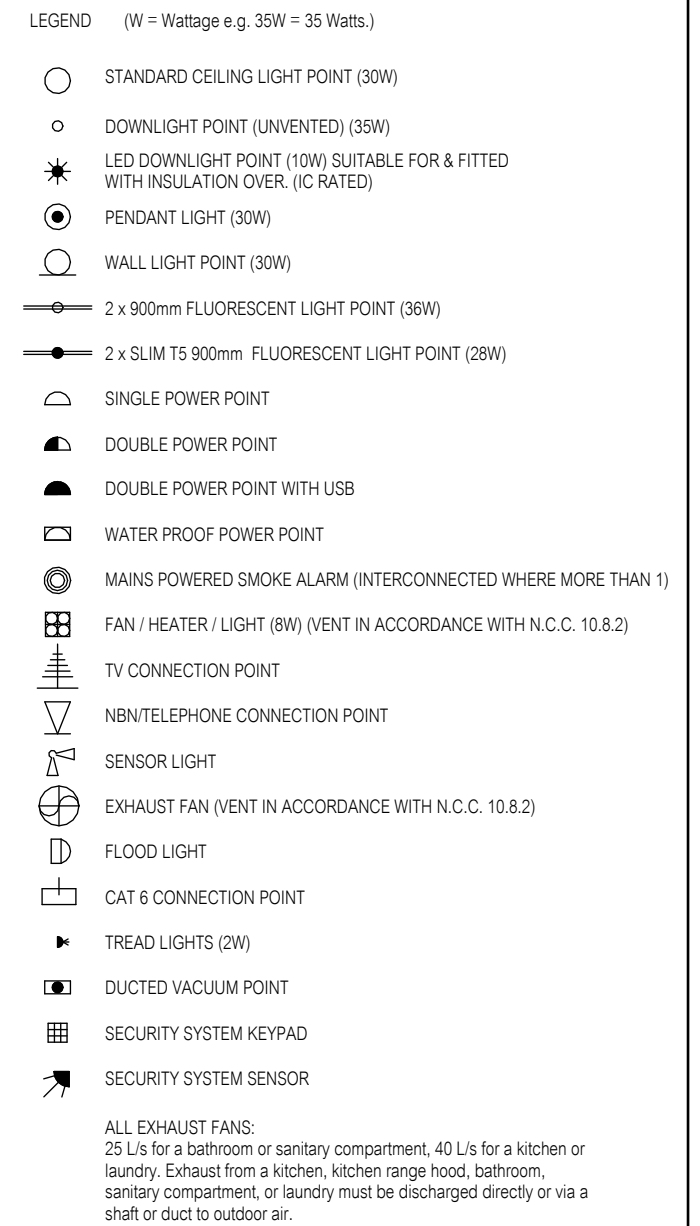 LEGEND (W = Wattage e.g. 35W = 35 Watts.)
STANDARD CEILING LIGHT POINT (30W)
DOWNLIGHT POINT (UNVENTED) (35W)
LED DOWNLIGHT POINT (10W) SUITABLE FOR & FITTED
WITH INSULATION OVER. (IC RATED)
PENDANT LIGHT (30W)
WALL LIGHT POINT (30W)
2 x 900mm FLUORESCENT LIGHT POINT (36W)
2 x SLIM T5 900mm FLUORESCENT LIGHT POINT (28W)
SINGLE POWER POINT
DOUBLE POWER POINT
DOUBLE POWER POINT WITH USB
WATER PROOF POWER POINT
MAINS POWERED SMOKE ALARM (INTERCONNECTED WHERE MORE THAN 1)
FAN / HEATER / LIGHT (8W) (VENT IN ACCORDANCE WITH N.C.C. 10.8.2)
TV CONNECTION POINT
NBN/TELEPHONE CONNECTION POINT
SENSOR LIGHT
EXHAUST FAN (VENT IN ACCORDANCE WITH N.C.C. 10.8.2)
FLOOD LIGHT
CAT 6 CONNECTION POINT
TREAD LIGHTS (2W)
DUCTED VACUUM POINT
SECURITY SYSTEM KEYPAD
SECURITY SYSTEM SENSOR
ALL EXHAUST FANS:
25 L/s for a bathroom or sanitary compartment, 40 L/s for a kitchen or
laundry. Exhaust from a kitchen, kitchen range hood, bathroom,
sanitary compartment, or laundry must be discharged directly or via a
shaft or duct to outdoor air.